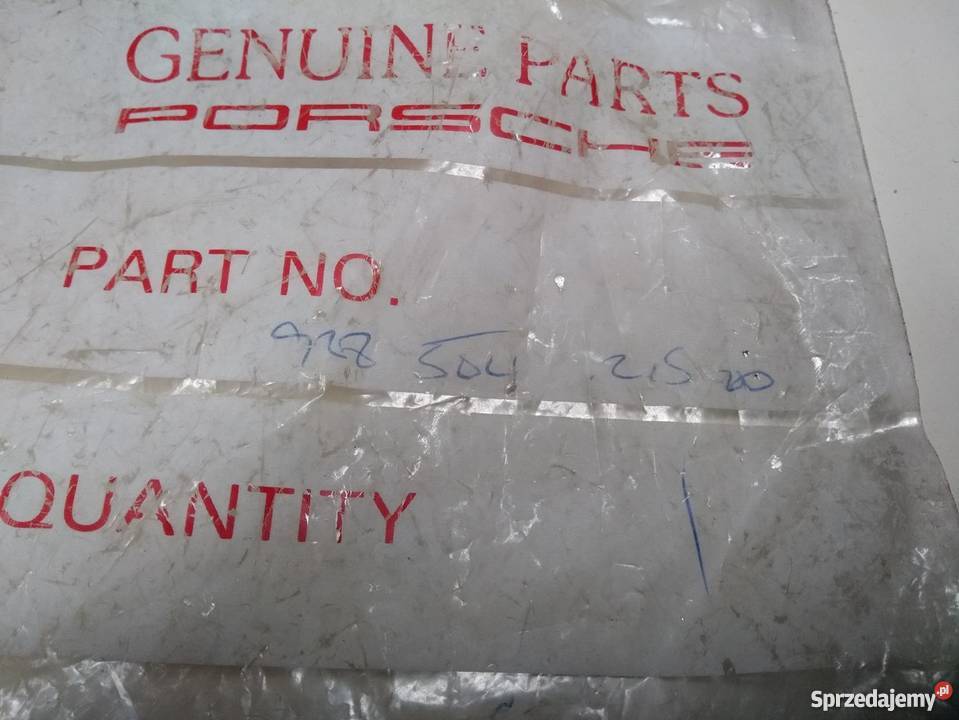 GENUINE PARTS
PORSCHE
PART NO.
928 504 215 00
QUANTITY
1
Sprzedajemy.pl